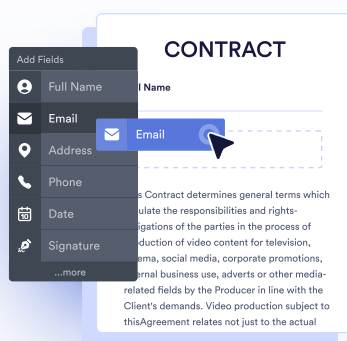 CONTRACT
Add Fields
Full Name
Email
Address
Phone
Date
10
Signature
...more
l Name
Email
s Contract determines general terms which
ulate the responsibilities and rights-
igations of the parties in the process of
duction of video content for television,
ema, social media, corporate promotions,
ernal business use, adverts or other media-
related fields by the Producer in line with the
Client's demands. Video production subject to
thisAgreement relates not just to the actual